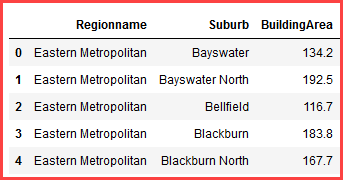 Regionname Suburb BuildingArea
0 Eastern Metropolitan Bayswater 134.2
1 Eastern Metropolitan Bayswater North 192.5
2 Eastern Metropolitan Bellfield 116.7
3 Eastern Metropolitan Blackburn 183.8
4 Eastern Metropolitan Blackburn North 167.7